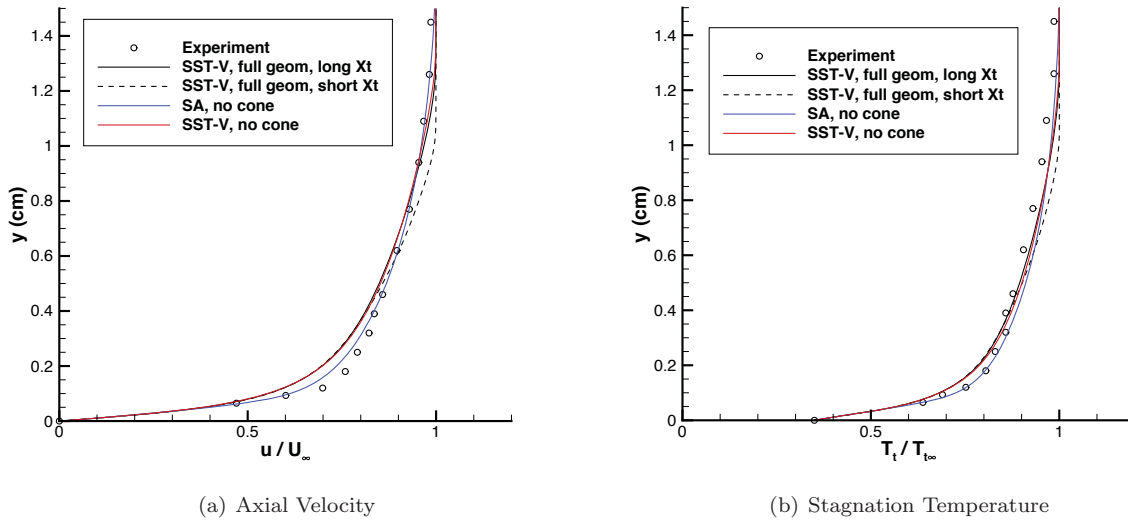 1.4
1.2
1
0.8
0.6
0.4
0.2
0
y (cm)
Experiment
SST-V, full geom, long Xt
SST-V, full geom, short Xt
SA, no cone
SST-V, no cone
0 0.5 1
u / U∞
(a) Axial Velocity
1.4
1.2
1
0.8
0.6
0.4
0.2
0
y (cm)
Experiment
SST-V, full geom, long Xt
SST-V, full geom, short Xt
SA, no cone
SST-V, no cone
0 0.5 1
Tt / Tt∞
(b) Stagnation Temperature